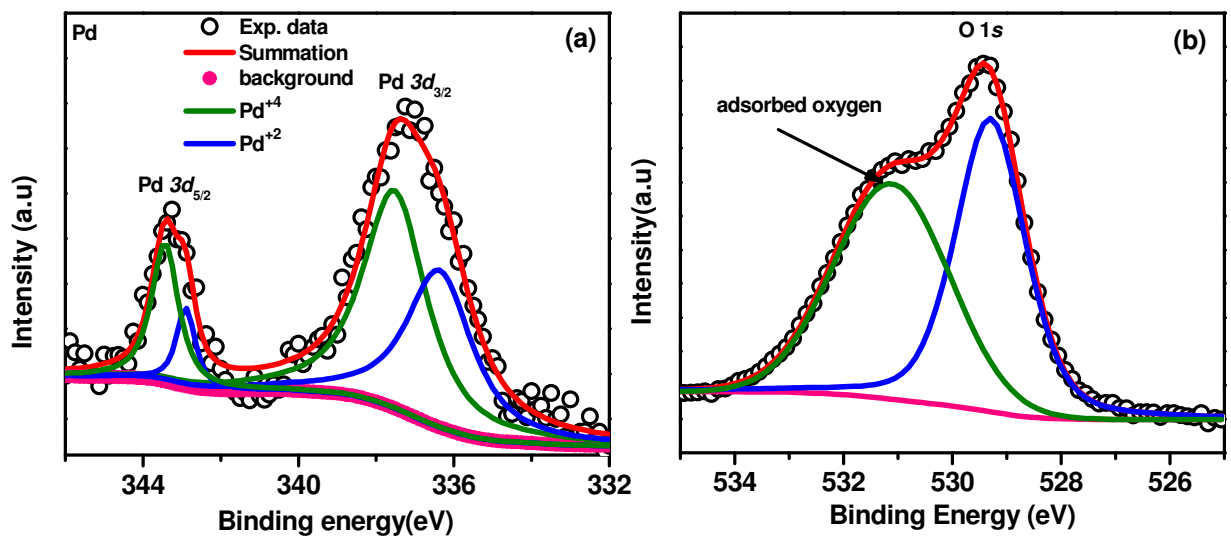 Pd
Exp. data
Summation
background
Pd+4
Pd+2
Pd 3d5/2
Pd 3d3/2
(a)
Intensity (a.u)
344 340 336 332
Binding energy(eV)
O 1s
(b)
adsorbed oxygen
Intensity(a.u)
534 532 530 528 526
Binding Energy (eV)